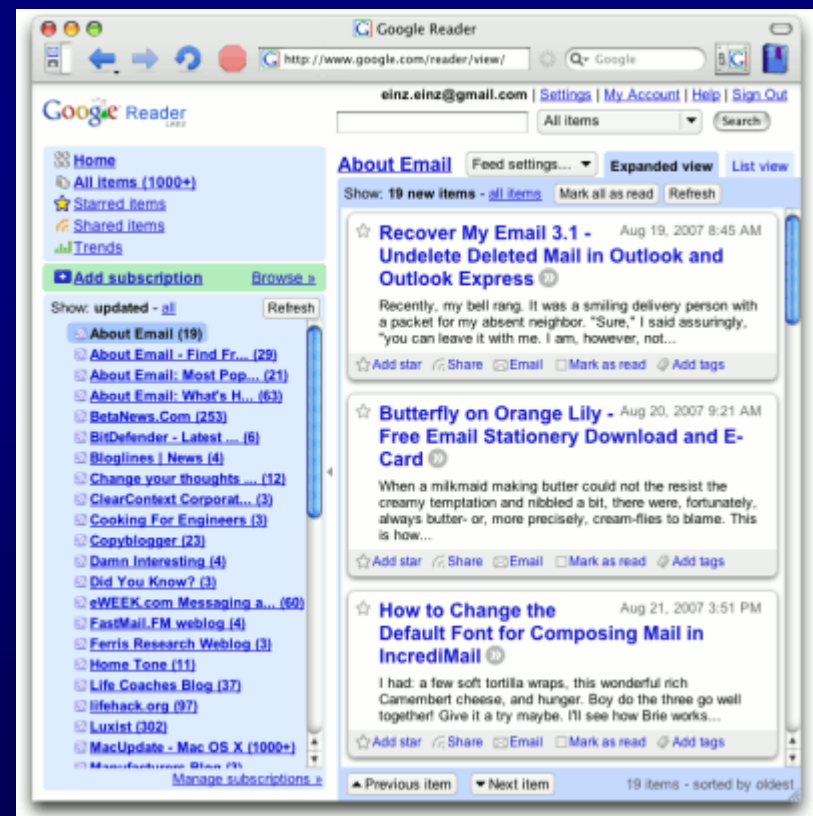 Google Reader
http://www.google.com/reader/view/
Google
einz.einz@gmail.com | Settings | My Account | Help | Sign Out
Google Reader
LABS
All items
Search
Home
All items (1000+)
Starred items
Shared items
Trends
Add subscription
Browse »
Show: updated - all
Refresh
About Email (19)
About Email - Find Fr... (29)
About Email: Most Pop... (21)
About Email: What's H... (63)
BetaNews.Com (253)
BitDefender - Latest ... (6)
Bloglines | News (4)
Change your thoughts ... (12)
ClearContext Corporat... (3)
Cooking For Engineers (3)
Copyblogger (23)
Damn Interesting (4)
Did You Know? (3)
eWEEK.com Messaging a... (60)
FastMail.FM weblog (4)
Ferris Research Weblog (3)
Home Tone (11)
Life Coaches Blog (37)
lifehack.org (97)
Luxist (302)
MacUpdate - Mac OS X (1000+)
Manufacturers Blog (3)
Manage subscriptions »
About Email
Feed settings...
Expanded view
List view
Show: 19 new items - all items
Mark all as read
Refresh
Recover My Email 3.1 -
Aug 19, 2007 8:45 AM
Undelete Deleted Mail in Outlook and
Outlook Express
Recently, my bell rang. It was a smiling delivery person with
a packet for my absent neighbor. "Sure," I said assuringly,
"you can leave it with me. I am, however, not...
Add star Share Email Mark as read Add tags
Butterfly on Orange Lily -
Aug 20, 2007 9:21 AM
Free Email Stationery Download and E-
Card
When a milkmaid making butter could not the resist the
creamy temptation and nibbled a bit, there were, fortunately,
always butter- or, more precisely, cream-flies to blame. This
is how...
Add star Share Email Mark as read Add tags
How to Change the
Aug 21, 2007 3:51 PM
Default Font for Composing Mail in
IncrediMail
I had: a few soft tortilla wraps, this wonderful rich
Camembert cheese, and hunger. Boy do the three go well
together! Give it a try maybe. I'll see how Brie works...
Add star Share Email Mark as read Add tags
Previous item
Next item
19 items - sorted by oldest